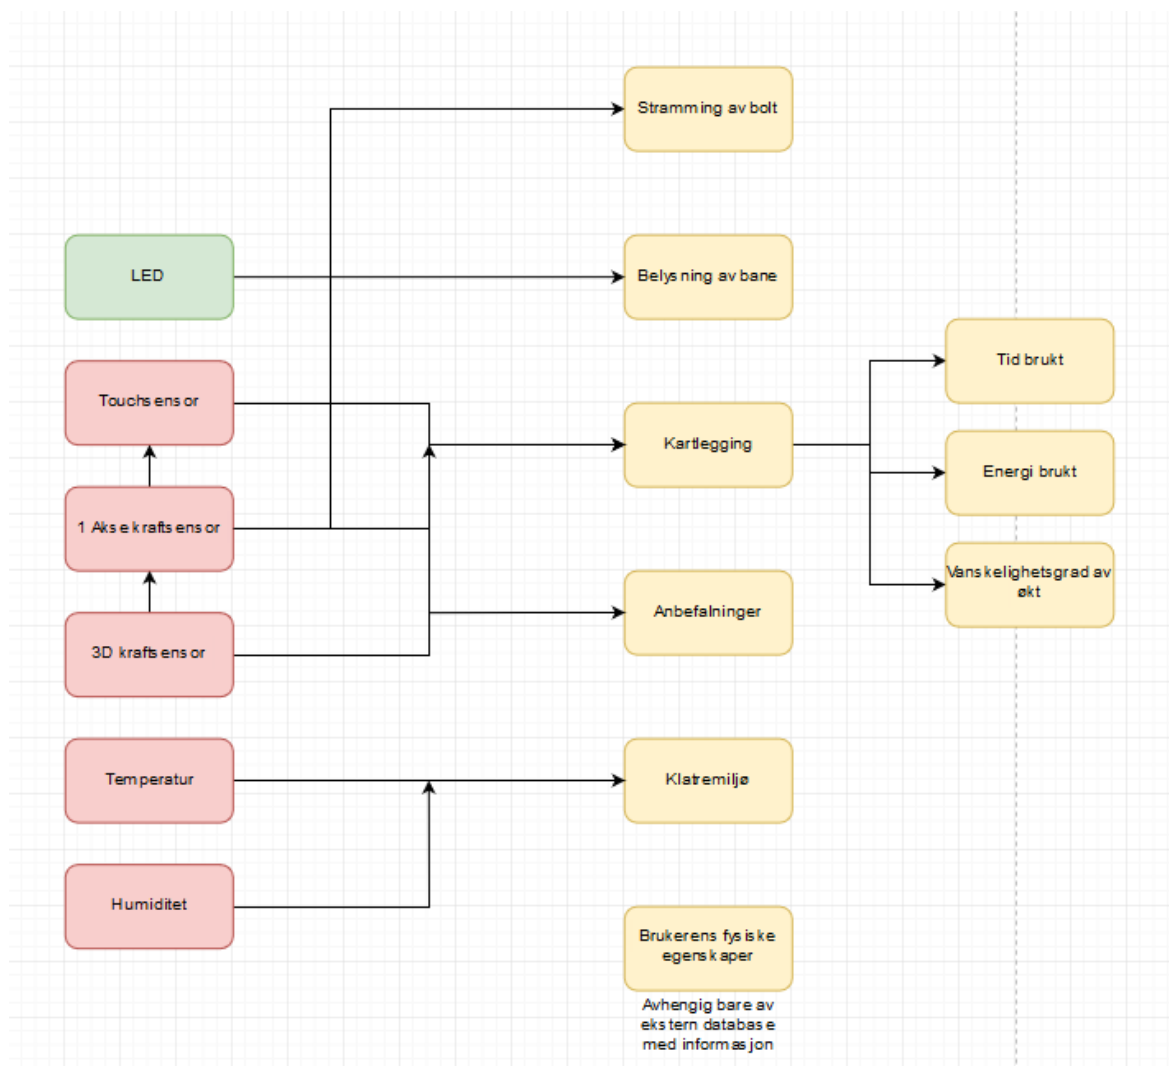 Stramming av bolt
LED
Belysning av bane
Touchsensor
Kartlegging
Tid brukt
1 Akse kraftsensor
Energi brukt
Vanskelighetsgrad av
økt
3D kraftsensor
Anbefalninger
Temperatur
Klatremiljø
Humiditet
Brukerens fysiske
egenskaper
Avhengig bare av
ekstern database
med informasjon